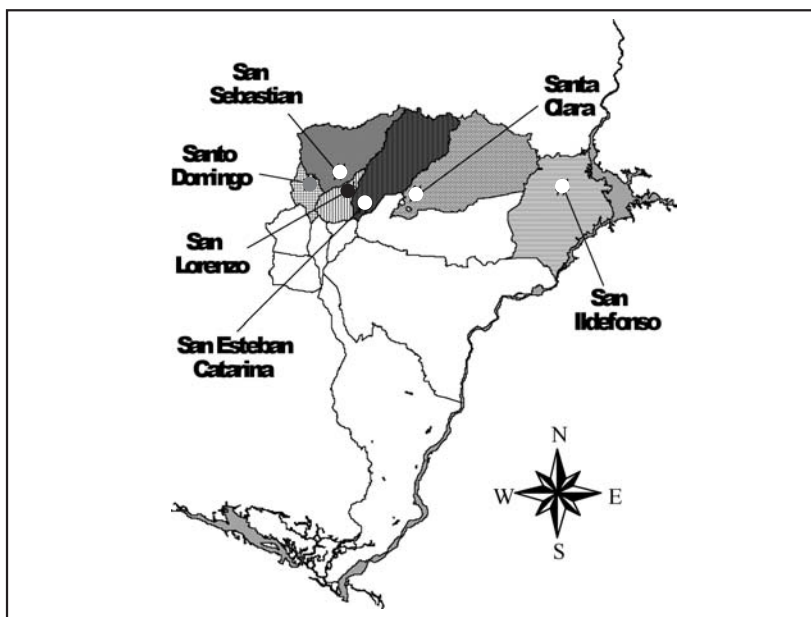 San
Sebastian
Santa
Clara
Santo
Domingo
San
Lorenzo
San
Ildefonso
San Esteban
Catarina
N
W
E
S